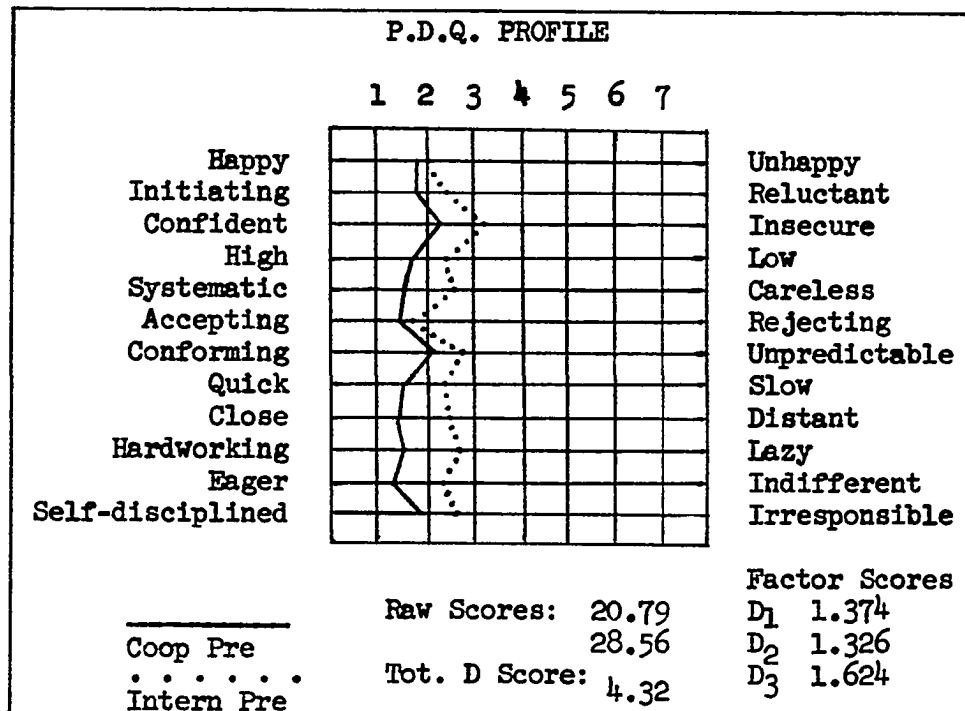 P.D.Q. PROFILE
1 2 3 4 5 6 7
Happy Unhappy
Initiating Reluctant
Confident Insecure
High Low
Systematic Careless
Accepting Rejecting
Conforming Unpredictable
Quick Slow
Close Distant
Hardworking Lazy
Eager Indifferent
Self-disciplined Irresponsible
Factor Scores
Raw Scores: 20.79 D1 1.374
Coop Pre 28.56 D2 1.326
Tot. D Score: 4.32 D3 1.624
Intern Pre